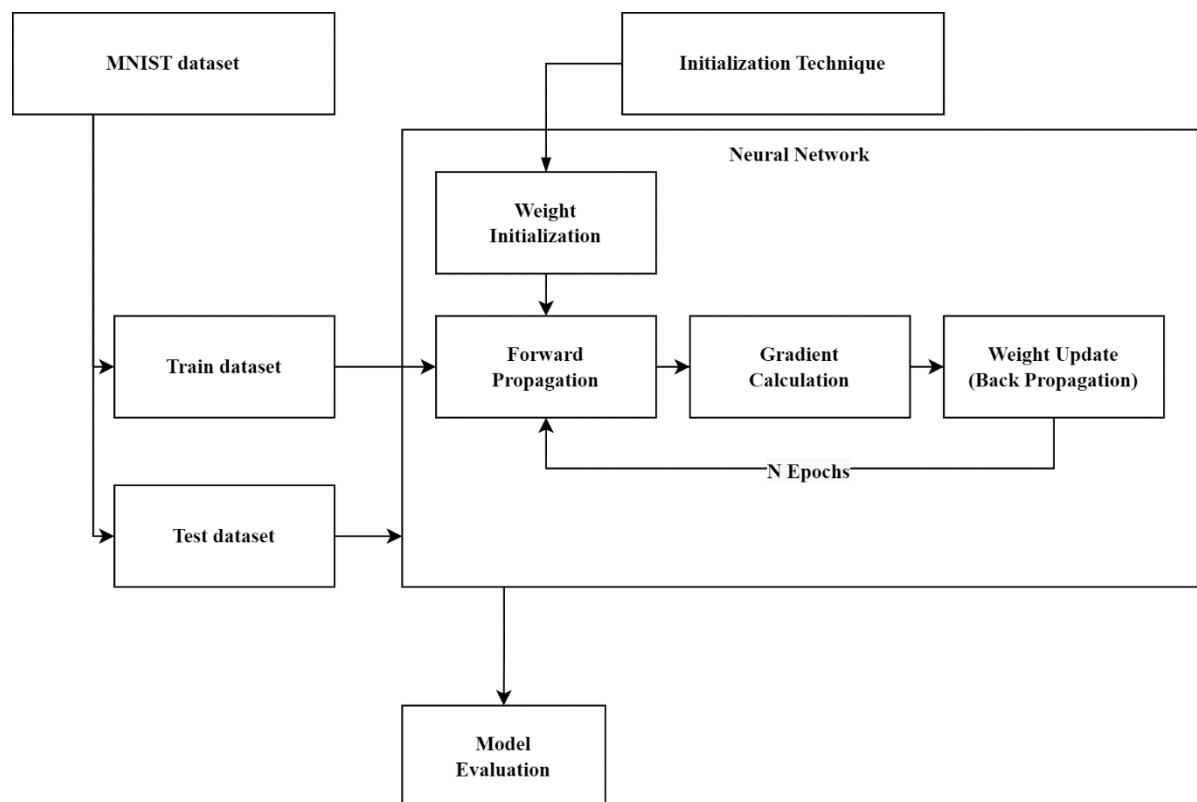 MNIST dataset
Initialization Technique
Neural Network
Weight
Initialization
Train dataset
Forward
Propagation
Gradient
Calculation
Weight Update
(Back Propagation)
N Epochs
Test dataset
Model
Evaluation